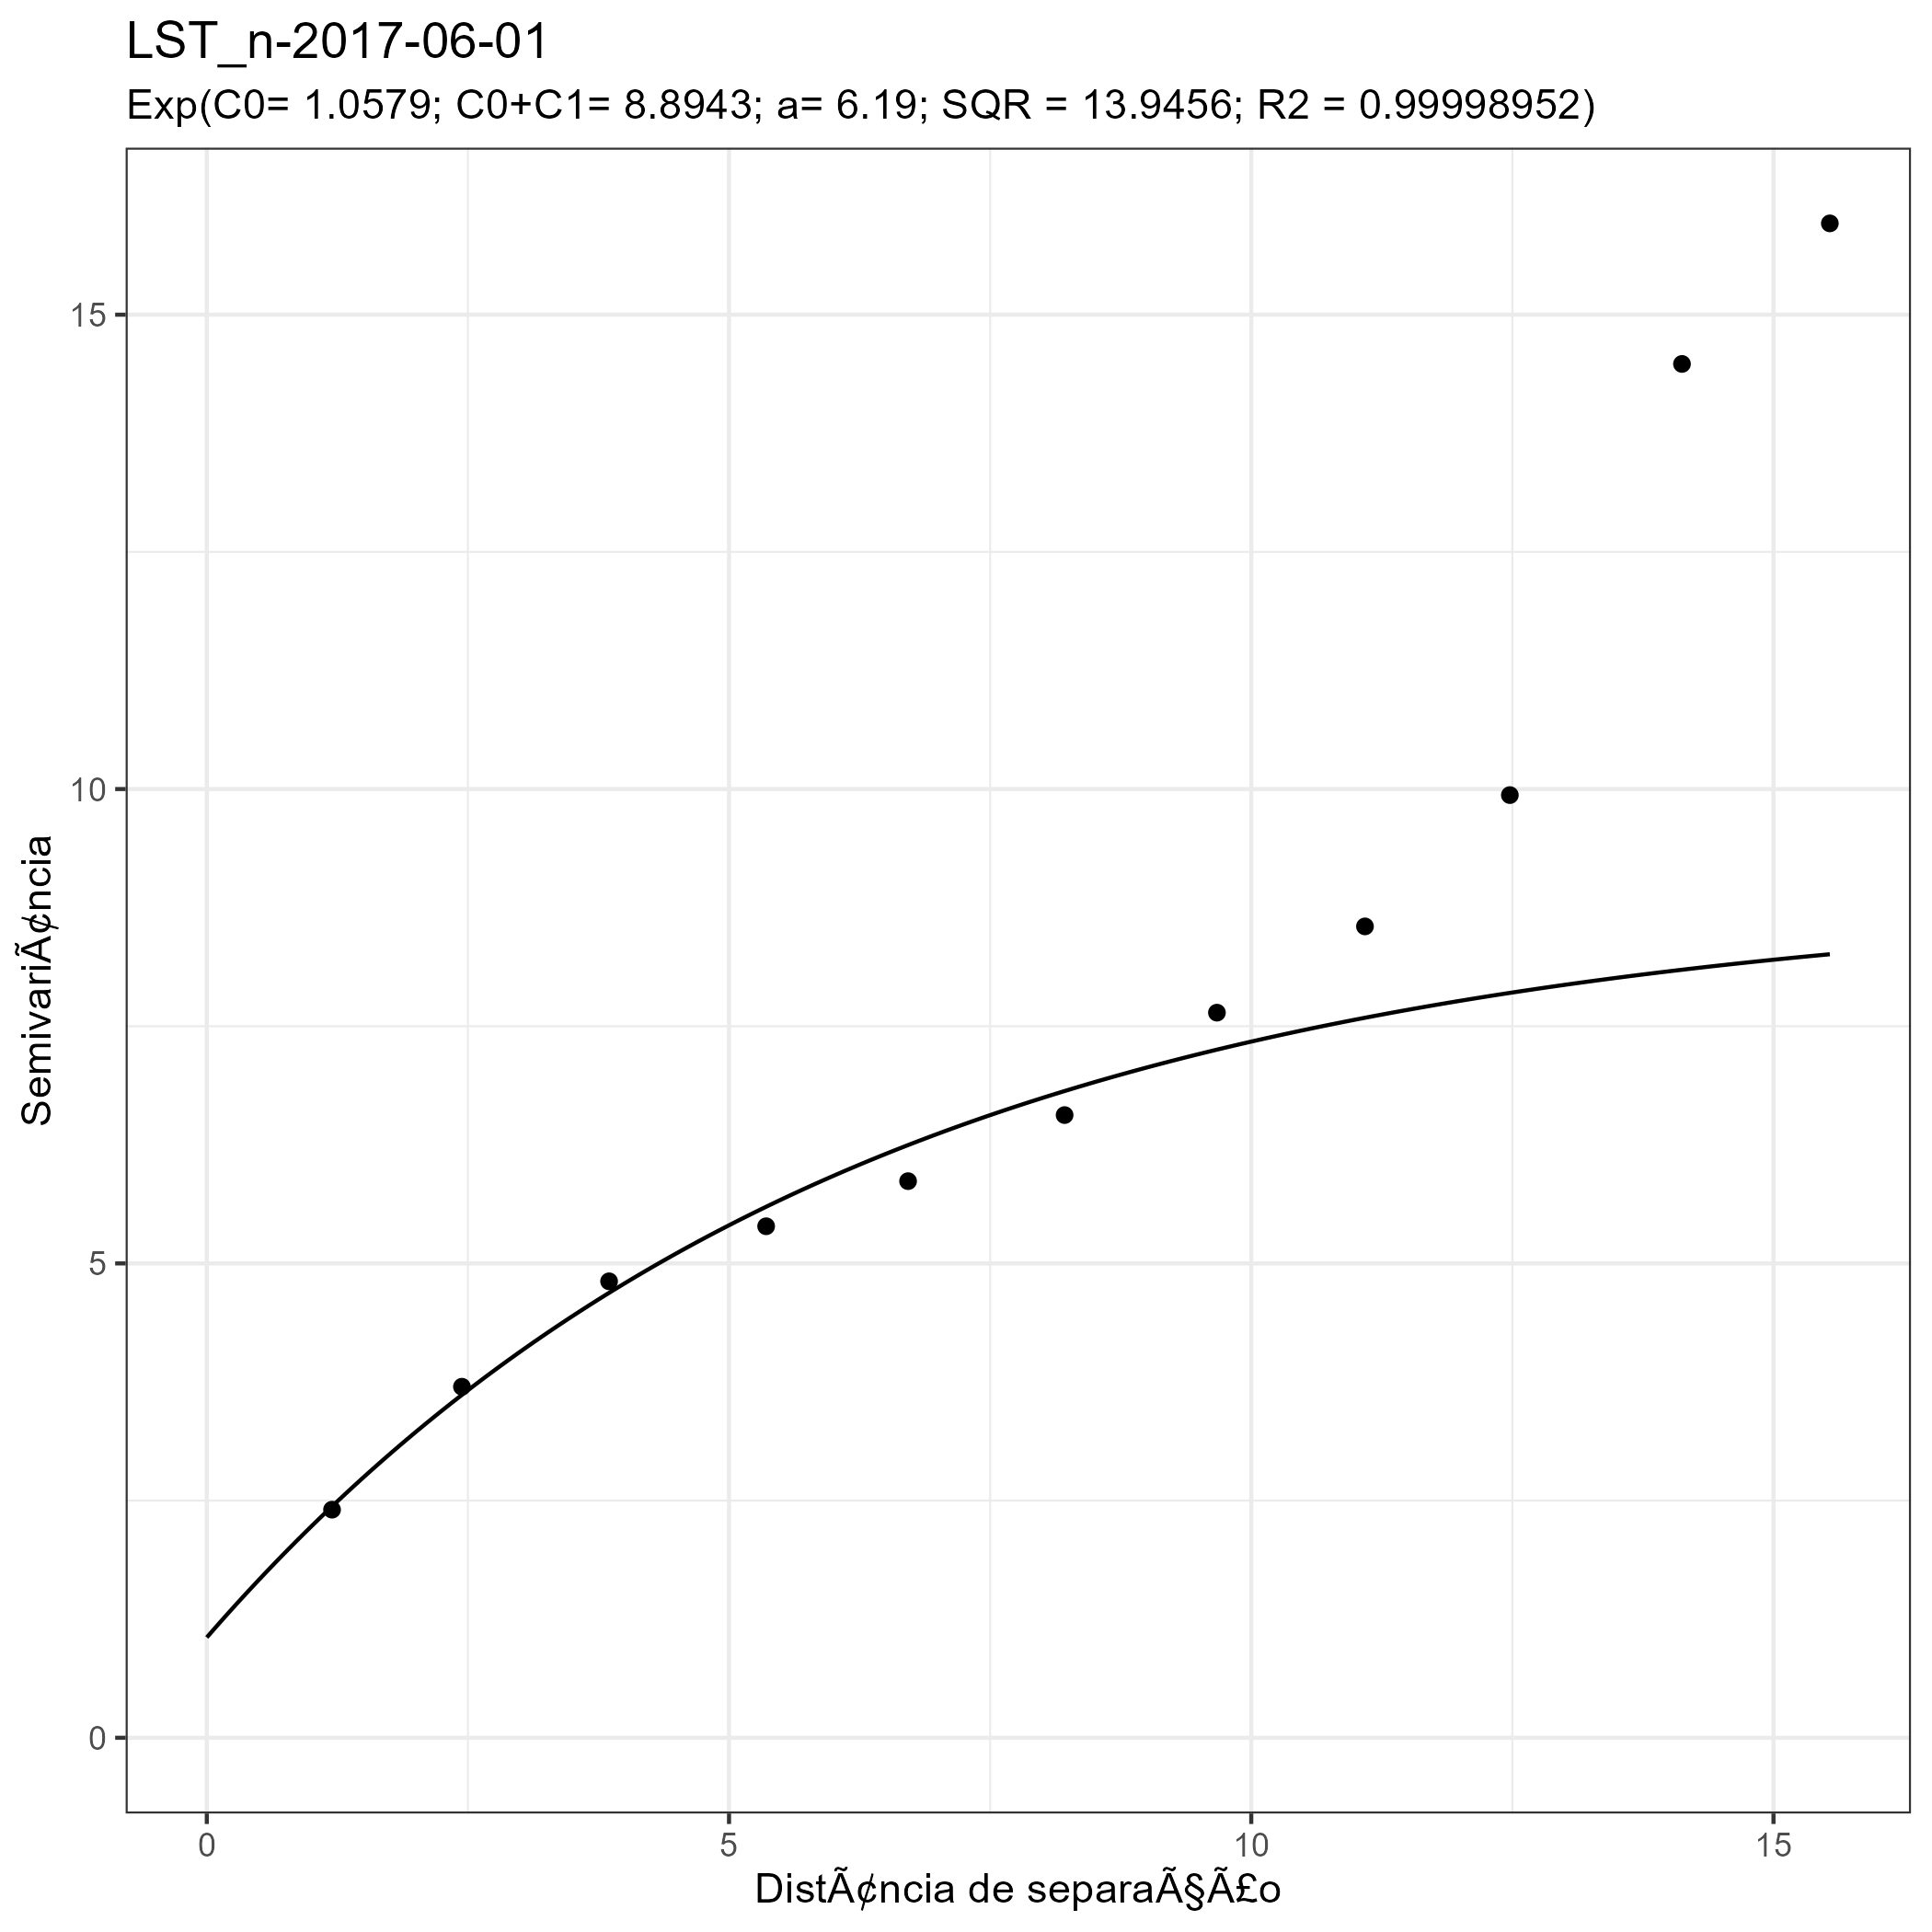 LST_n-2017-06-01
Exp(C0= 1.0579; C0+C1= 8.8943; a= 6.19; SQR = 13.9456; R2 = 0.99998952)
SemivariÃ¢ncia
15
10
5
0
0 5 10 15
DistÃ¢ncia de separaÃ§Ã£o